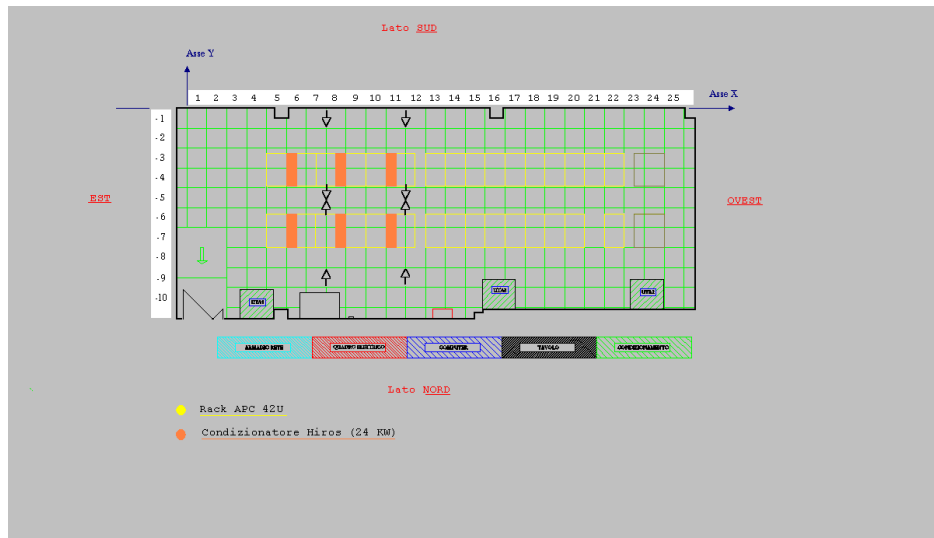 Lato SUD
Asse Y
1 2 3 4 5 6 7 8 9 10 11 12 13 14 15 16 17 18 19 20 21 22 23 24 25
Asse X
-1
-2
-3
-4
-5
EST
OVEST
-6
-7
-8
-9
-10
ARMADIO RETE
QUADRO ELETTRICO
COMPUTER
TAVOLO
CONDIZIONAMENTO
Lato NORD
Rack APC 42U
Condizionatore Hiros (24 KW)